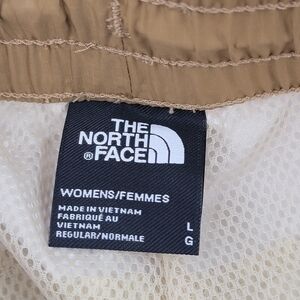 THE
NORTH
® FACE
WOMENS/FEMMES
MADE IN VIETNAM
FABRIQUÉ AU
VIETNAM
REGULAR/NORMALE
L
G